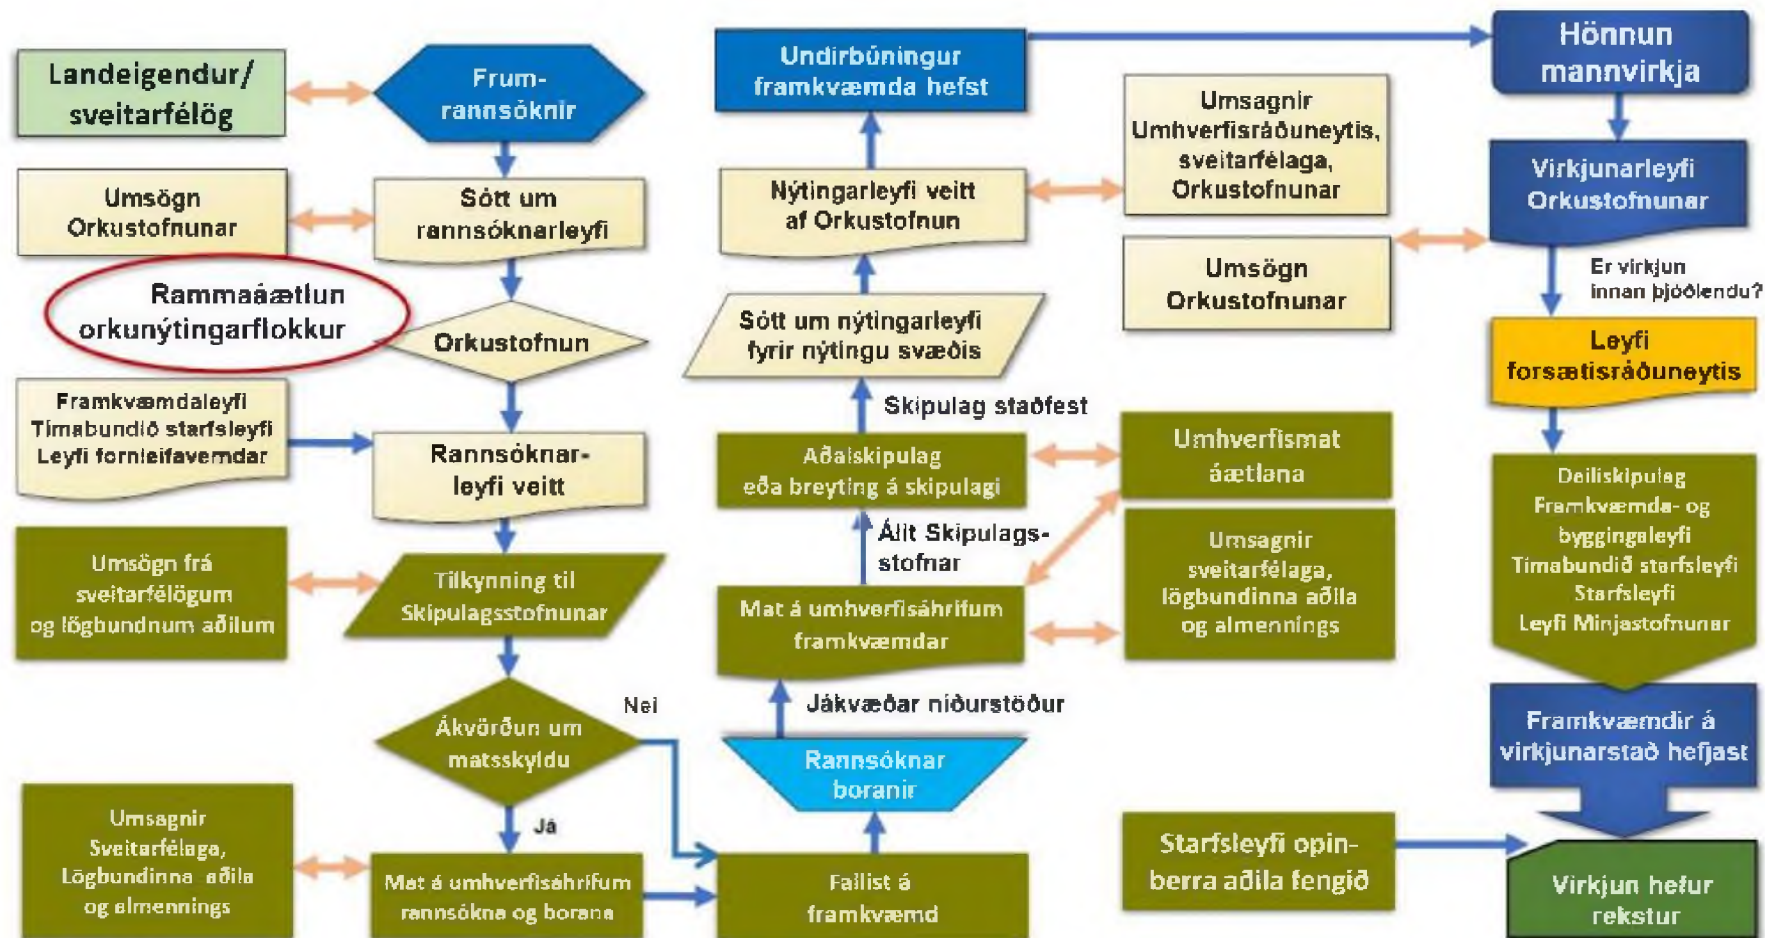 Landeigendur/
sveitarfélög
Frum-
rannsóknir
Umsögn
Orkustofnunar
Sótt um
rannsóknarleyfi
Rammaáætlun
orkunýtingarflokkur
Orkustofnun
Framkvæmdaleyfi
Tímabundið starfsleyfi
Leyfi fornleifaverndar
Rannsóknar-
leyfi veitt
Umsögn frá
sveitarfélögum
og lögbundnum aðilum
Tilkynning til
Skipulagsstofnunar
Ákvörðun um
matsskyldu
Nei
Já
Umsagnir
Sveitarfélaga,
Lögbundinna aðila
og almennings
Mat á umhverfisáhrifum
rannsókna og borana
Fallist á
framkvæmd
Rannsóknar
boranir
Jákvæðar niðurstöður
Mat á umhverfisáhrifum
framkvæmdar
Umsagnir
sveitarfélaga,
lögbundinna aðila
og almennings
Álit Skipulags-
stofnar
Aðalskipulag
eða breyting á skipulagi
Umhverfismat
áætlana
Skipulag staðfest
Sótt um nýtingarleyfi
fyrir nýtingu svæðis
Nýtingarleyfi veitt
af Orkustofnun
Umsagnir
Umhverfisráðuneytis,
sveitarfélaga,
Orkustofnunar
Undirbúningur
framkvæmda hefst
Hönnun
mannvirkja
Virkjunarleyfi
Orkustofnunar
Umsögn
Orkustofnunar
Er virkjun
innan þjóðlendu?
Leyfi
forsætisráðuneytis
Deiliskipulag
Framkvæmda- og
byggingaleyfi
Tímabundið starfsleyfi
Starfsleyfi
Leyfi Minjastofnunar
Framkvæmdir á
virkjunarstað hefjast
Starfsleyfi opin-
berra aðila fengið
Virkjun hefur
rekstur